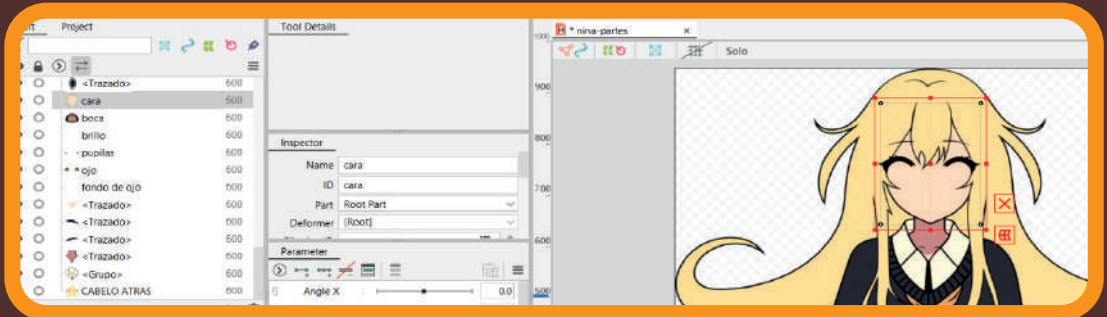 Project
<Trazado> 600
cara 500
boca 600
brillo 600
pupilas 600
ojo 600
fondo de ojo 600
<Trazado> 600
<Trazado> 600
<Trazado> 600
<Trazado> 600
<Grupo> 600
CABELO ATRAS 600
Tool Details
Inspector
Name cara
ID cara
Part Root Part
Deformer [Root]
Parameter
Angle X 0.0
* nina-partes x
Solo
900
800
700
600
500